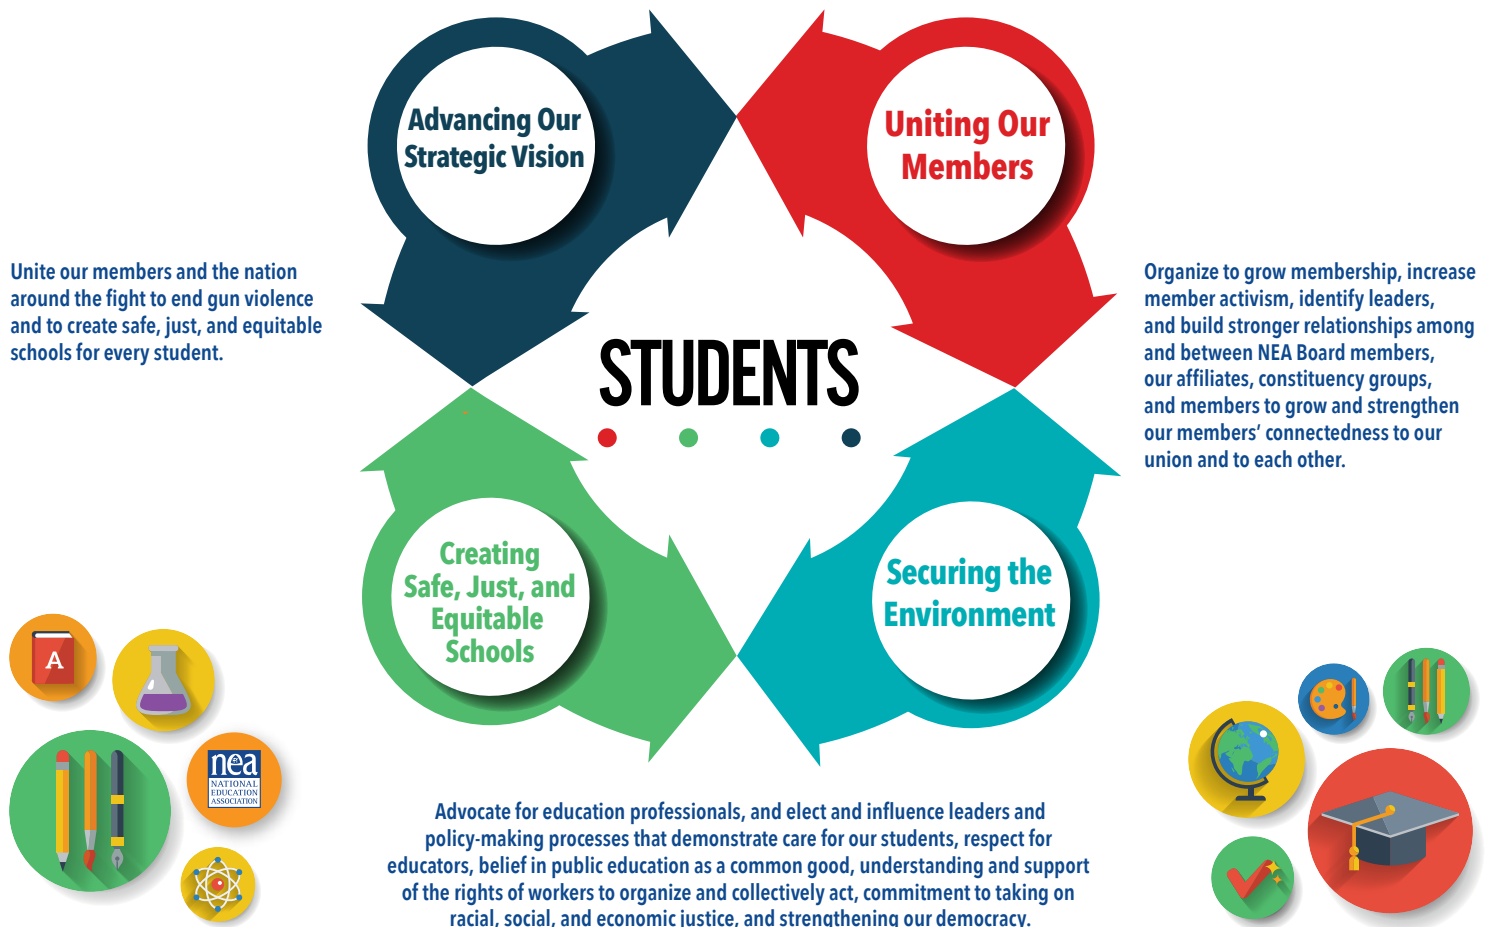 Advancing Our
Strategic Vision
Uniting Our
Members
Unite our members and the nation
around the fight to end gun violence
and to create safe, just, and equitable
schools for every student.
Organize to grow membership, increase
member activism, identify leaders,
and build stronger relationships among
and between NEA Board members,
our affiliates, constituency groups,
and members to grow and strengthen
our members’ connectedness to our
union and to each other.
STUDENTS
Creating
Safe, Just, and
Equitable
Schools
Securing the
Environment
A
nea
NATIONAL
EDUCATION
ASSOCIATION
Advocate for education professionals, and elect and influence leaders and
policy-making processes that demonstrate care for our students, respect for
educators, belief in public education as a common good, understanding and support
of the rights of workers to organize and collectively act, commitment to taking on
racial, social, and economic justice, and strengthening our democracy.